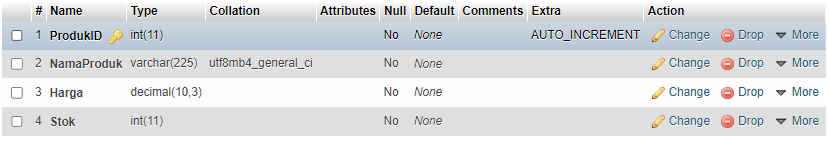 # Name Type Collation Attributes Null Default Comments Extra Action
1 ProdukID int(11) No None AUTO_INCREMENT Change Drop More
2 NamaProduk varchar(225) utf8mb4_general_ci No None Change Drop More
3 Harga decimal(10,3) No None Change Drop More
4 Stok int(11) No None Change Drop More